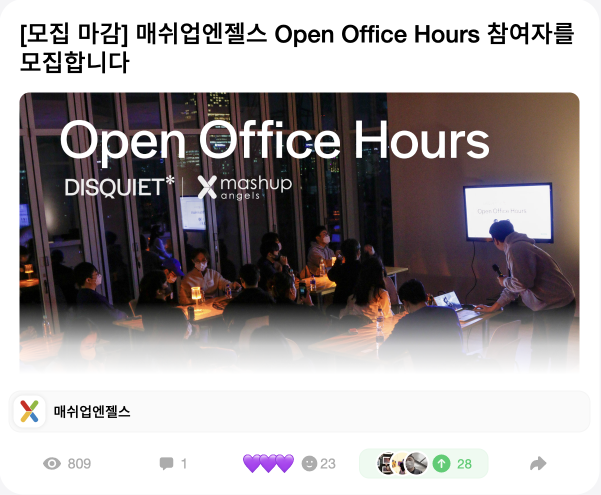 [모집 마감] 매쉬업엔젤스 Open Office Hours 참여자를
모집합니다
Open Office Hours
DISQUIET* | mashup
angels
Open Office Hours
매쉬업엔젤스
809
1
23
28